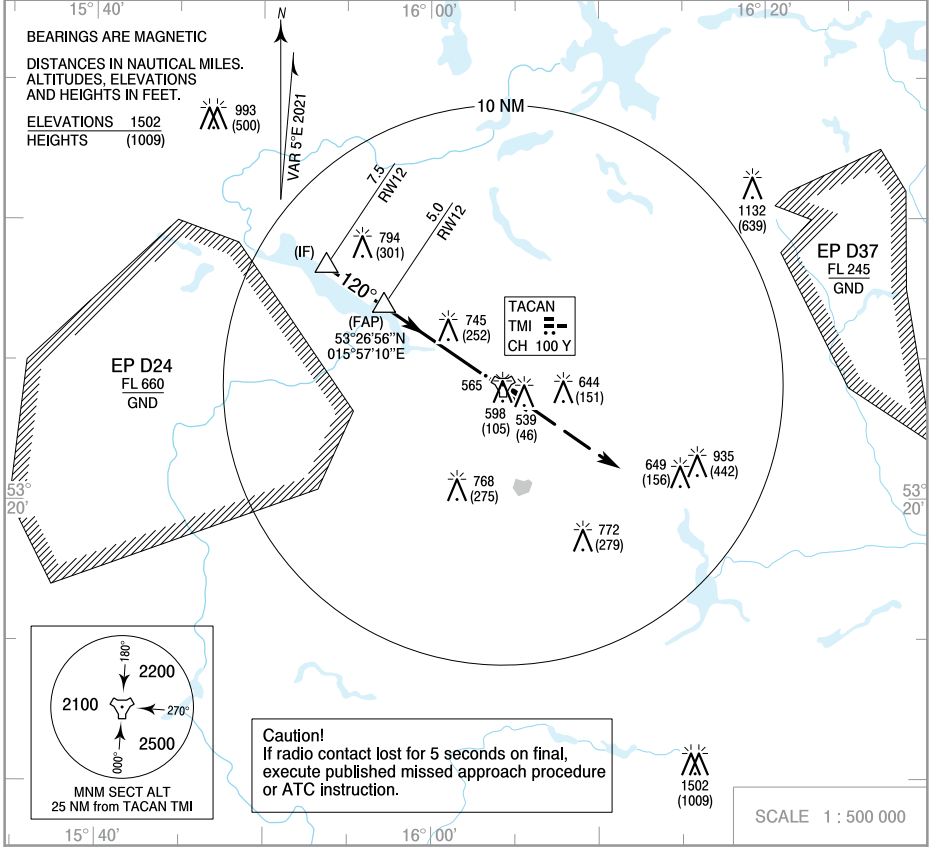 15° 40'
16° 00'
16° 20'
N
BEARINGS ARE MAGNETIC
DISTANCES IN NAUTICAL MILES.
ALTITUDES, ELEVATIONS
AND HEIGHTS IN FEET.
ELEVATIONS 1502
HEIGHTS (1009)
993
(500)
VAR 5°E 2021
10 NM
7.5
RW12
5.0
RW12
1132
(639)
794
(301)
(IF)
120°
EP D37
FL 245
GND
(FAP)
53°26'56"N
015°57'10"E
745
(252)
TACAN
TMI
CH 100 Y
EP D24
FL 660
GND
565
598
(105)
539
(46)
644
(151)
649
(156)
935
(442)
768
(275)
53°
20'
53°
20'
772
(279)
180°
2200
2100
270°
2500
000°
MNM SECT ALT
25 NM from TACAN TMI
Caution!
If radio contact lost for 5 seconds on final,
execute published missed approach procedure
or ATC instruction.
1502
(1009)
SCALE 1 : 500 000
15° 40'
16° 00'